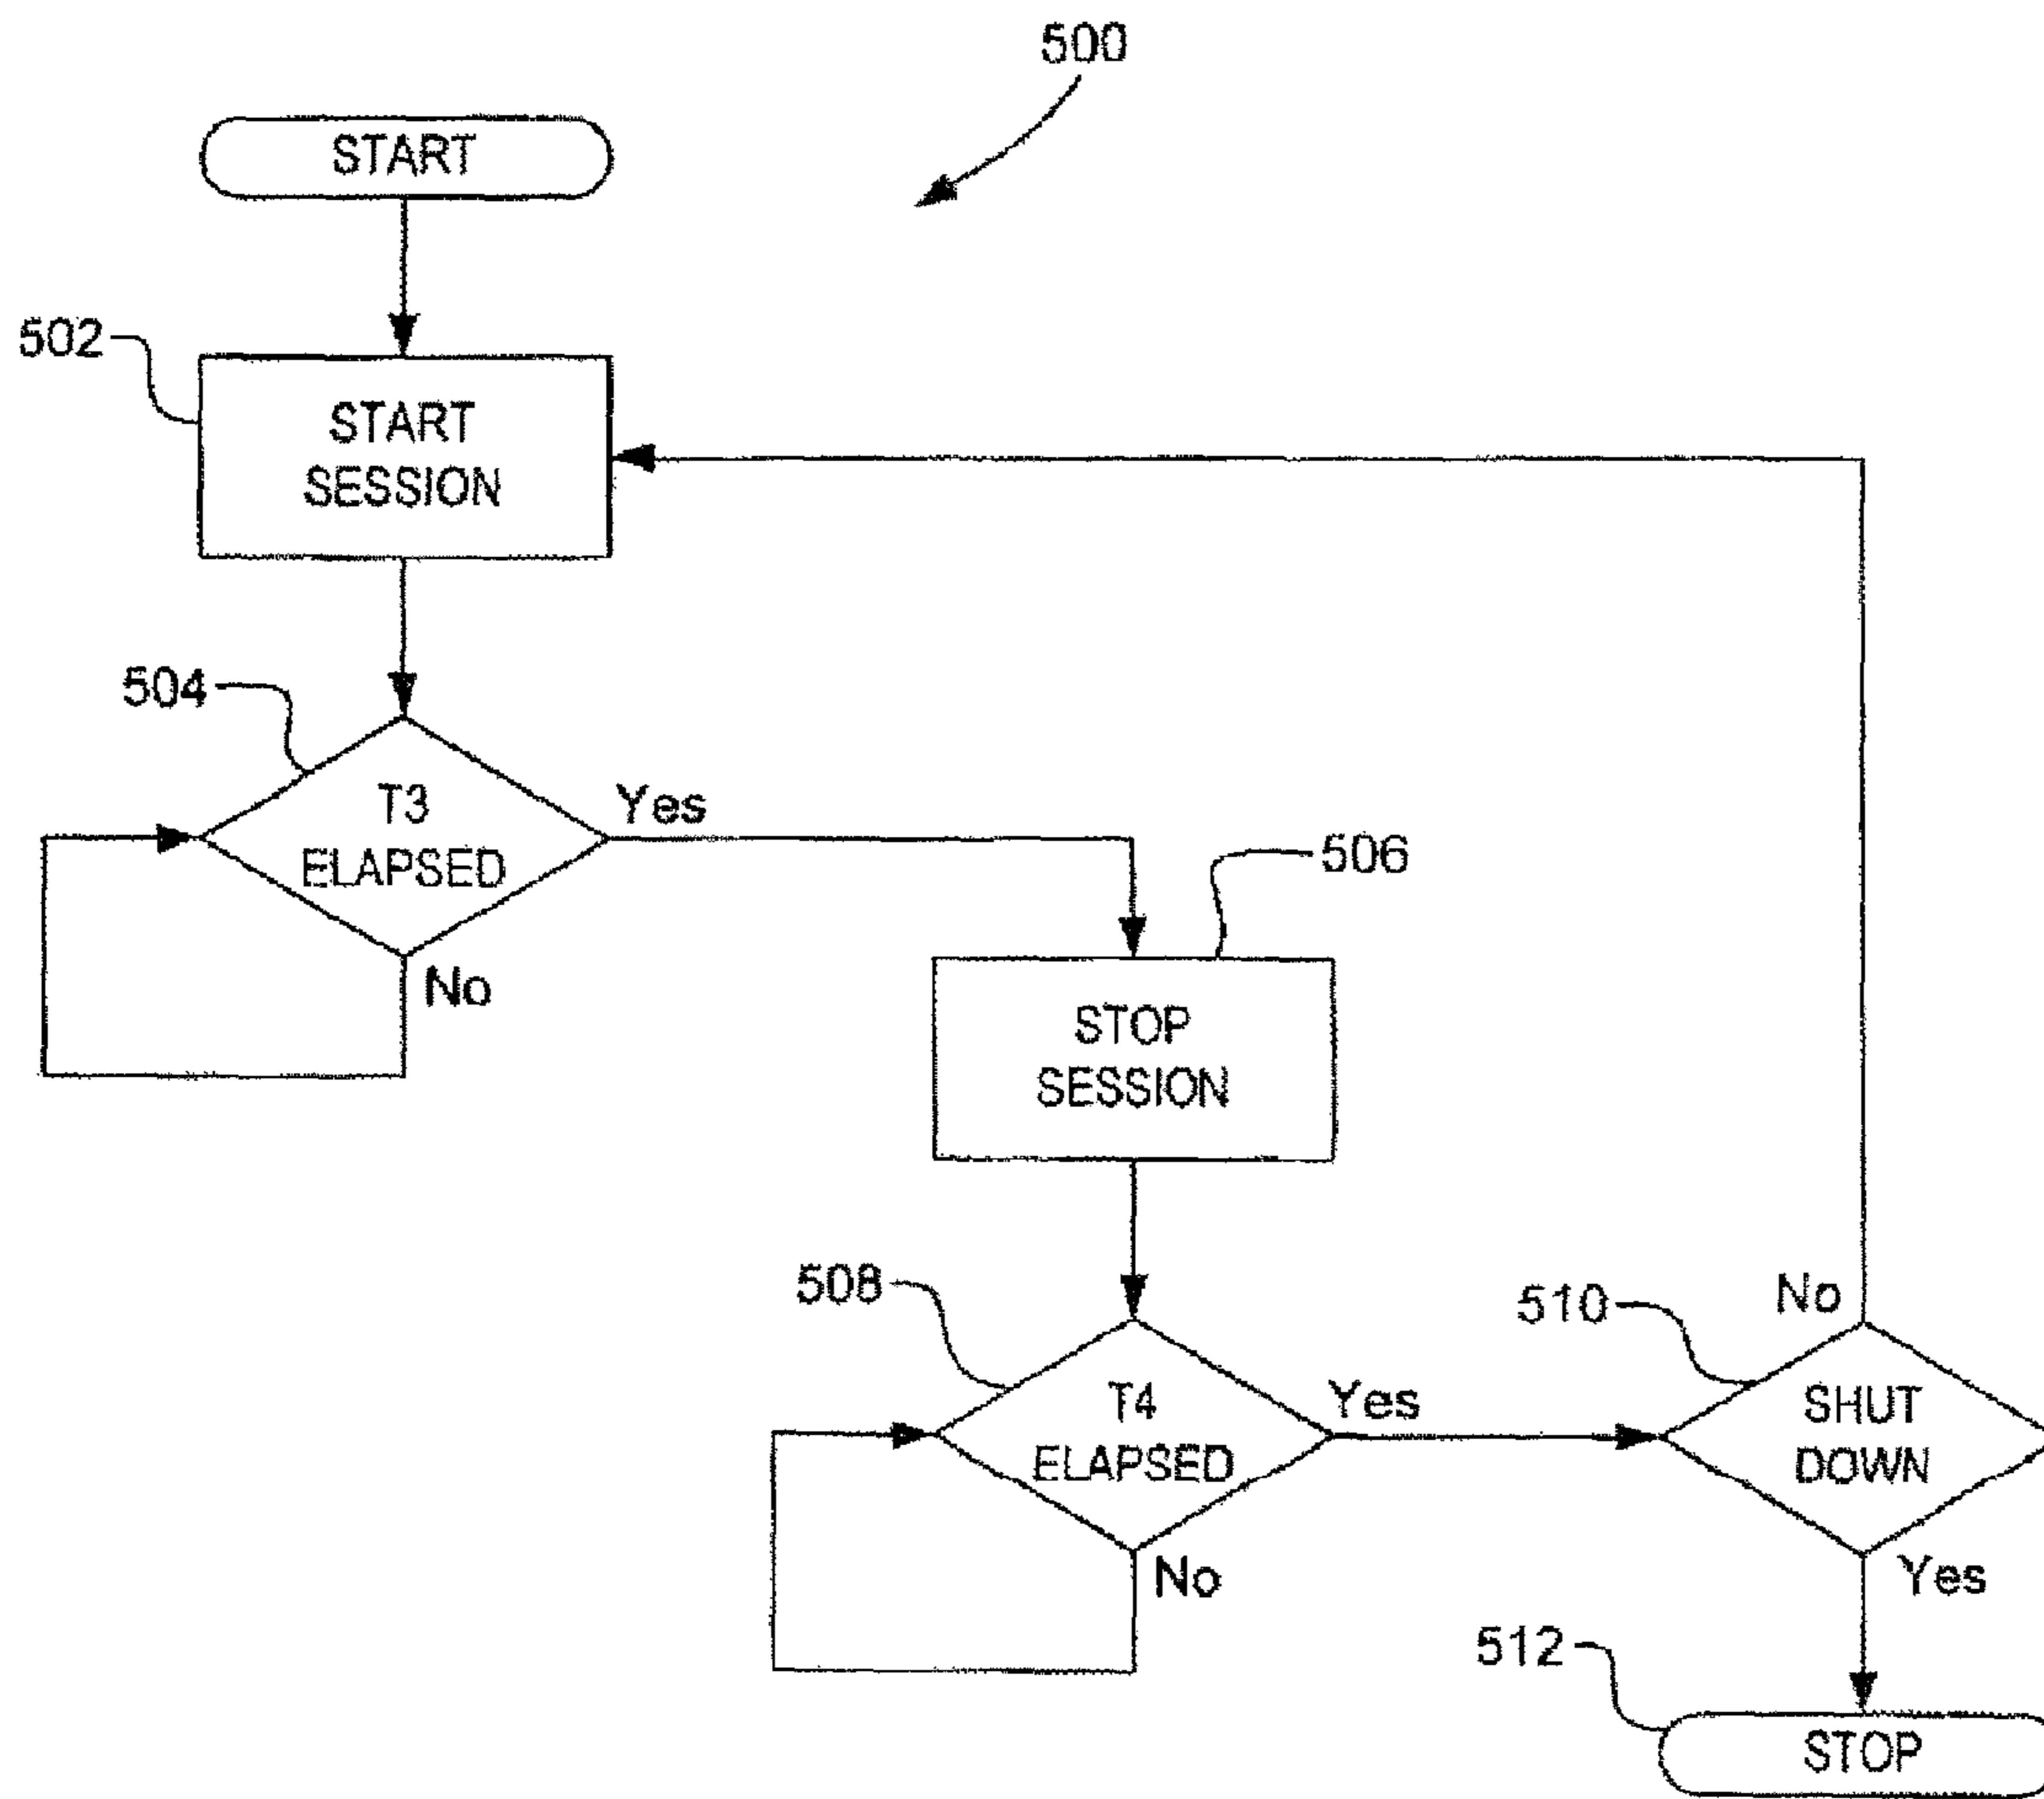 500
START
502
START
SESSION
504
T3
ELAPSED
Yes
No
506
STOP
SESSION
508
T4
ELAPSED
Yes
No
510
No
SHUT
DOWN
Yes
512
STOP